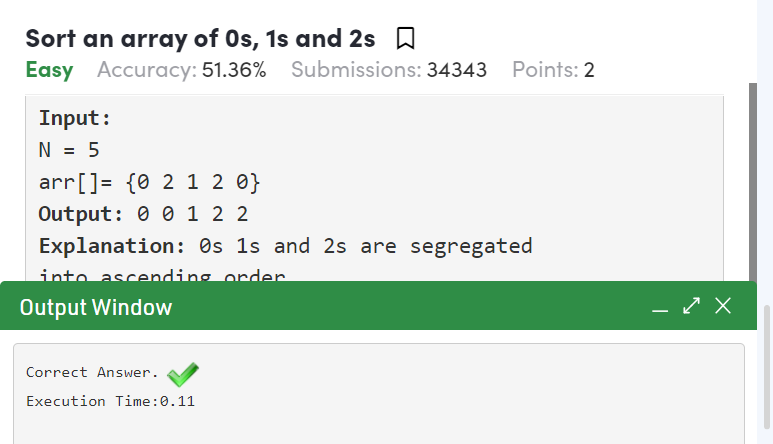 Sort an array of 0s, 1s and 2s
Easy Accuracy: 51.36% Submissions: 34343 Points: 2
Input:
N = 5
arr[]= {0 2 1 2 0}
Output: 0 0 1 2 2
Explanation: 0s 1s and 2s are segregated
into ascending order
Output Window
Correct Answer.
Execution Time:0.11